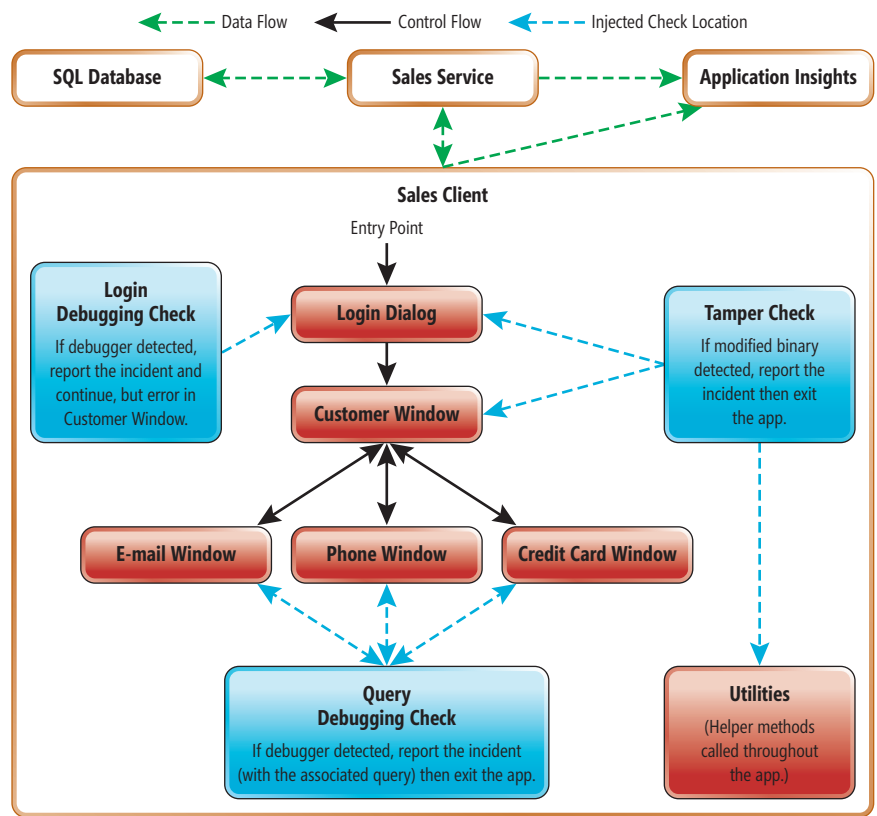 Data Flow
Control Flow
Injected Check Location
SQL Database
Sales Service
Application Insights
Sales Client
Entry Point
Login
Debugging Check
If debugger detected,
report the incident and
continue, but error in
Customer Window.
Login Dialog
Tamper Check
If modified binary
detected, report the
incident then exit
the app.
Customer Window
E-mail Window
Phone Window
Credit Card Window
Query
Debugging Check
If debugger detected, report the incident
(with the associated query) then exit the app.
Utilities
(Helper methods
called throughout
the app.)